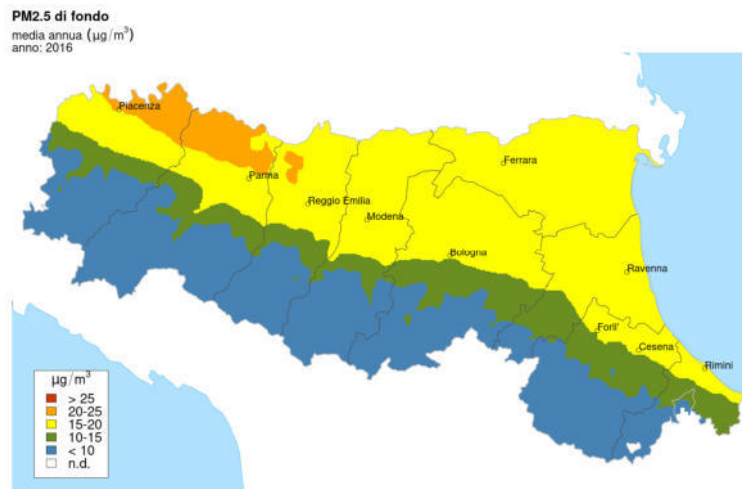 PM2.5 di fondo
media annua (µg/m³)
anno: 2016
Piacenza
Parma
Reggio Emilia
Modena
Ferrara
Bologna
Ravenna
Forlì'
Cesena
Rimini
µg/m³
> 25
20-25
15-20
10-15
< 10
n.d.